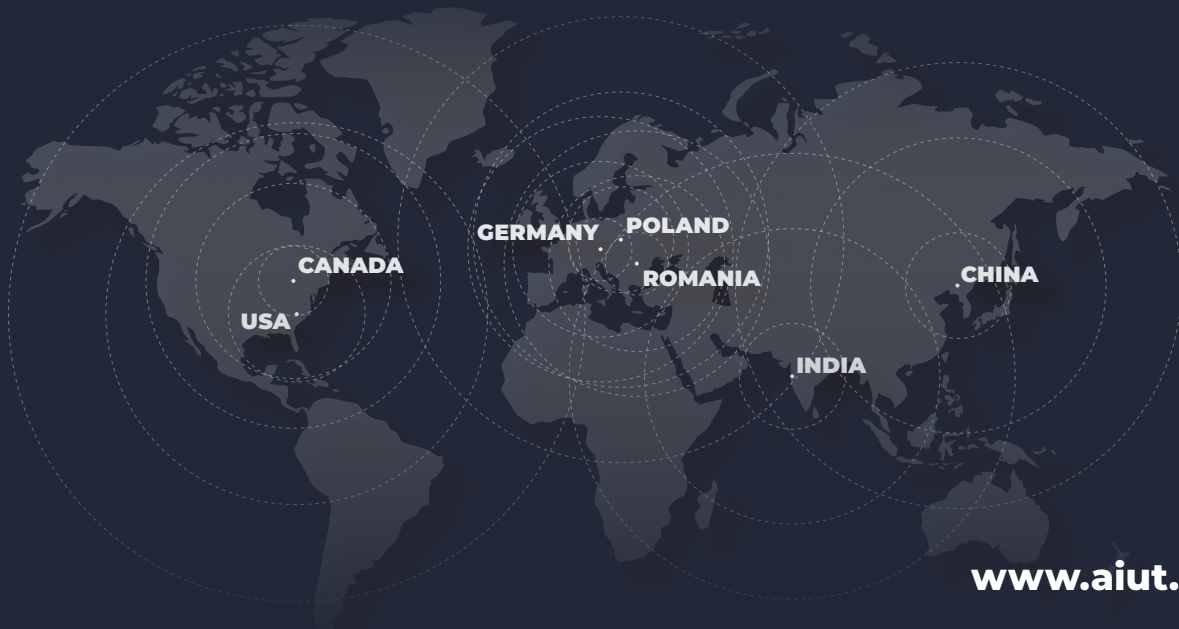 POLAND
GERMANY
CANADA
ROMANIA
CHINA
USA
INDIA
www.aiut.